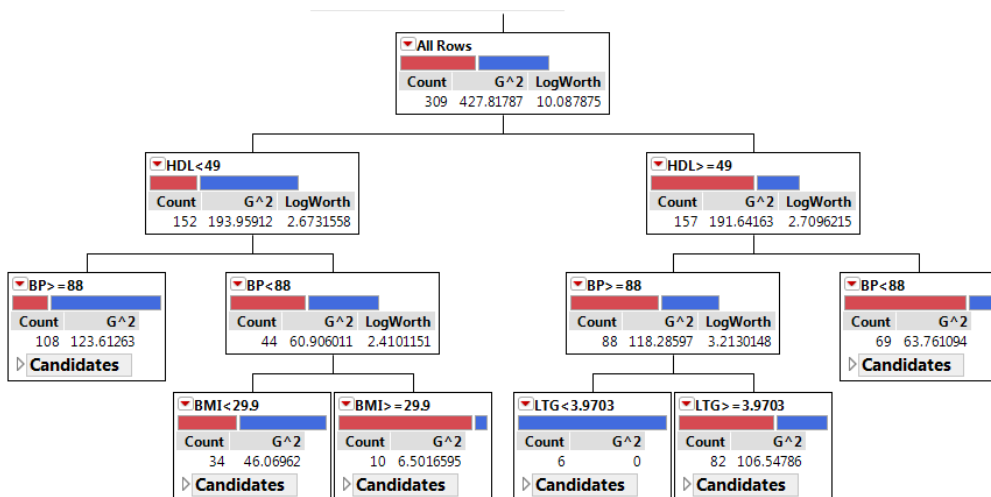 All Rows
Count G^2 LogWorth
309 427.81787 10.087875
HDL<49
Count G^2 LogWorth
152 193.95912 2.6731558
HDL>=49
Count G^2 LogWorth
157 191.64163 2.7096215
BP>=88
Count G^2
108 123.61263
Candidates
BP<88
Count G^2 LogWorth
44 60.906011 2.4101151
BP>=88
Count G^2 LogWorth
88 118.28597 3.2130148
BP<88
Count G^2
69 63.761094
Candidates
BMI<29.9
Count G^2
34 46.06962
Candidates
BMI>=29.9
Count G^2
10 6.5016595
Candidates
LTG<3.9703
Count G^2
6 0
Candidates
LTG>=3.9703
Count G^2
82 106.54786
Candidates